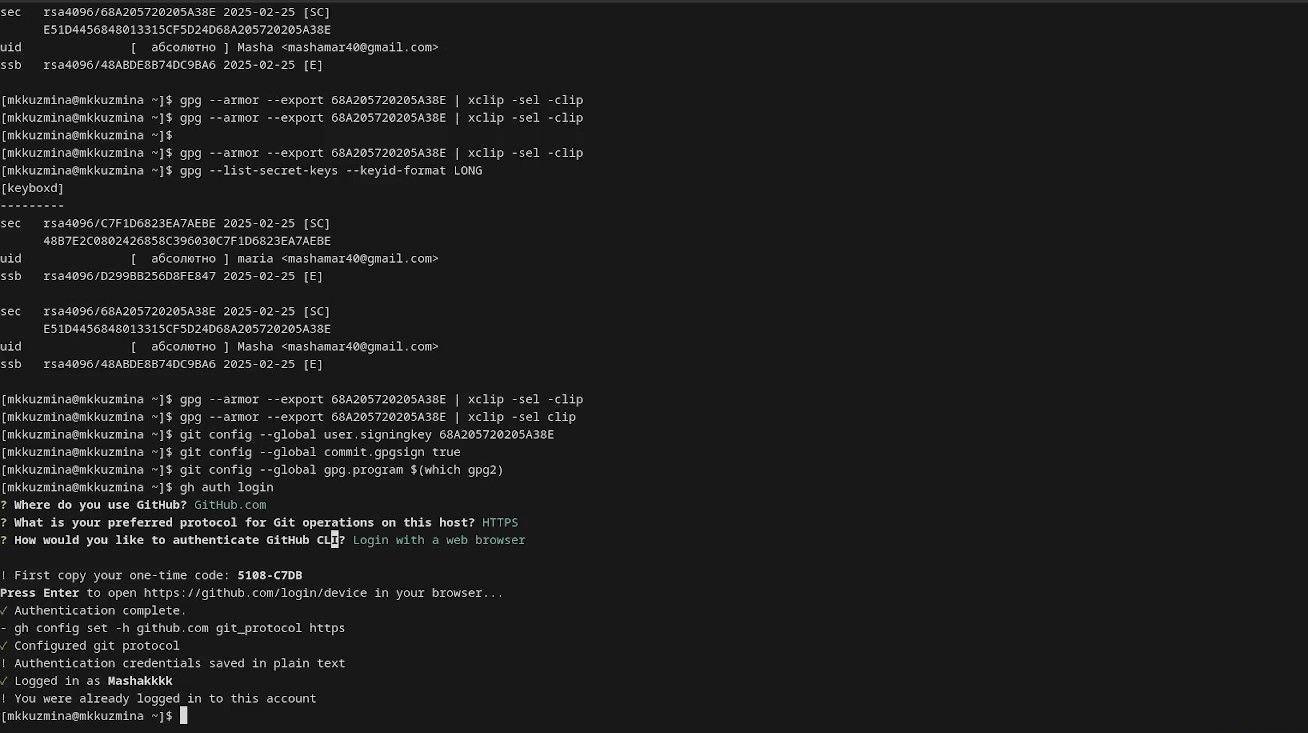 sec   rsa4096/68A205720205A38E 2025-02-25 [SC]
      E51D4456848013315CF5D24D68A205720205A38E
uid                 [  абсолютно ] Masha <mashamar40@gmail.com>
ssb   rsa4096/48ABDE8B74DC9BA6 2025-02-25 [E]

[mkkuzmina@mkkuzmina ~]$ gpg --armor --export 68A205720205A38E | xclip -sel -clip
[mkkuzmina@mkkuzmina ~]$ gpg --armor --export 68A205720205A38E | xclip -sel -clip
[mkkuzmina@mkkuzmina ~]$
[mkkuzmina@mkkuzmina ~]$ gpg --armor --export 68A205720205A38E | xclip -sel -clip
[mkkuzmina@mkkuzmina ~]$ gpg --list-secret-keys --keyid-format LONG
[keyboxd]
---------
sec   rsa4096/C7F1D6823EA7AEBE 2025-02-25 [SC]
      48B7E2C0802426858C396030C7F1D6823EA7AEBE
uid                 [  абсолютно ] maria <mashamar40@gmail.com>
ssb   rsa4096/D299BB256D8FE847 2025-02-25 [E]

sec   rsa4096/68A205720205A38E 2025-02-25 [SC]
      E51D4456848013315CF5D24D68A205720205A38E
uid                 [  абсолютно ] Masha <mashamar40@gmail.com>
ssb   rsa4096/48ABDE8B74DC9BA6 2025-02-25 [E]

[mkkuzmina@mkkuzmina ~]$ gpg --armor --export 68A205720205A38E | xclip -sel -clip
[mkkuzmina@mkkuzmina ~]$ gpg --armor --export 68A205720205A38E | xclip -sel clip
[mkkuzmina@mkkuzmina ~]$ git config --global user.signingkey 68A205720205A38E
[mkkuzmina@mkkuzmina ~]$ git config --global commit.gpgsign true
[mkkuzmina@mkkuzmina ~]$ git config --global gpg.program $(which gpg2)
[mkkuzmina@mkkuzmina ~]$ gh auth login
? Where do you use GitHub? GitHub.com
? What is your preferred protocol for Git operations on this host? HTTPS
? How would you like to authenticate GitHub CLI? Login with a web browser

! First copy your one-time code: 5108-C7DB
Press Enter to open https://github.com/login/device in your browser...
✓ Authentication complete.
- gh config set -h github.com git_protocol https
✓ Configured git protocol
! Authentication credentials saved in plain text
✓ Logged in as Mashakkkk
! You were already logged in to this account
[mkkuzmina@mkkuzmina ~]$